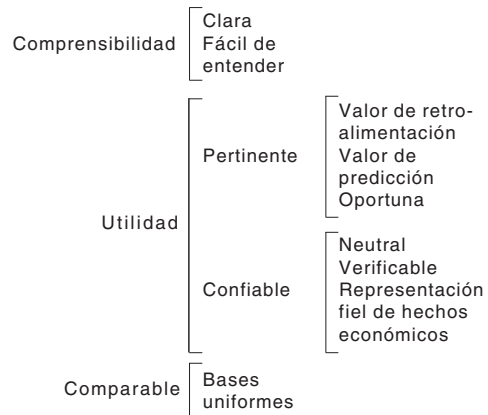 Comprensibilidad
Clara
Fácil de
entender
Utilidad
Pertinente
Valor de retro-
alimentación
Valor de
predicción
Oportuna
Confiable
Neutral
Verificable
Representación
fiel de hechos
económicos
Comparable
Bases
uniformes